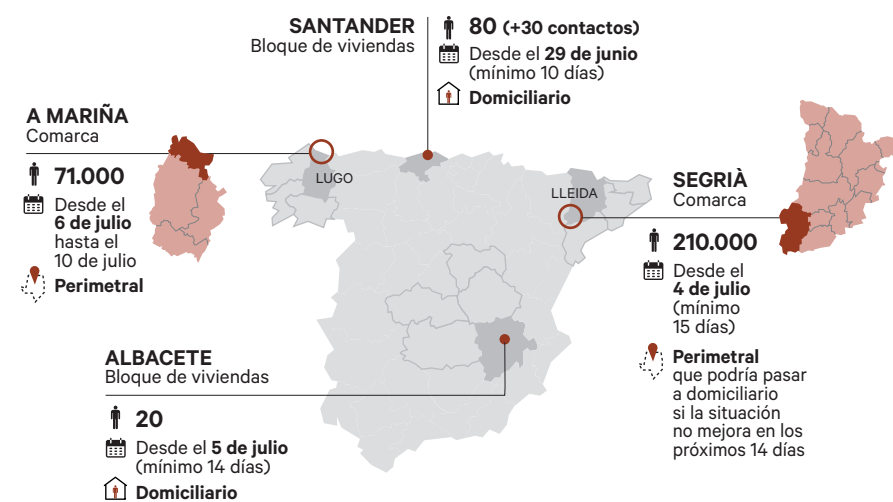 SANTANDER
Bloque de viviendas
80 (+30 contactos)
Desde el 29 de junio
(mínimo 10 días)
Domiciliario
A MARIÑA
Comarca
71.000
Desde el
6 de julio
hasta el
10 de julio
Perimetral
LUGO
LLEIDA
SEGRIÀ
Comarca
210.000
Desde el
4 de julio
(mínimo
15 días)
Perimetral
que podría pasar
a domiciliario
si la situación
no mejora en los
próximos 14 días
ALBACETE
Bloque de viviendas
20
Desde el 5 de julio
(mínimo 14 días)
Domiciliario